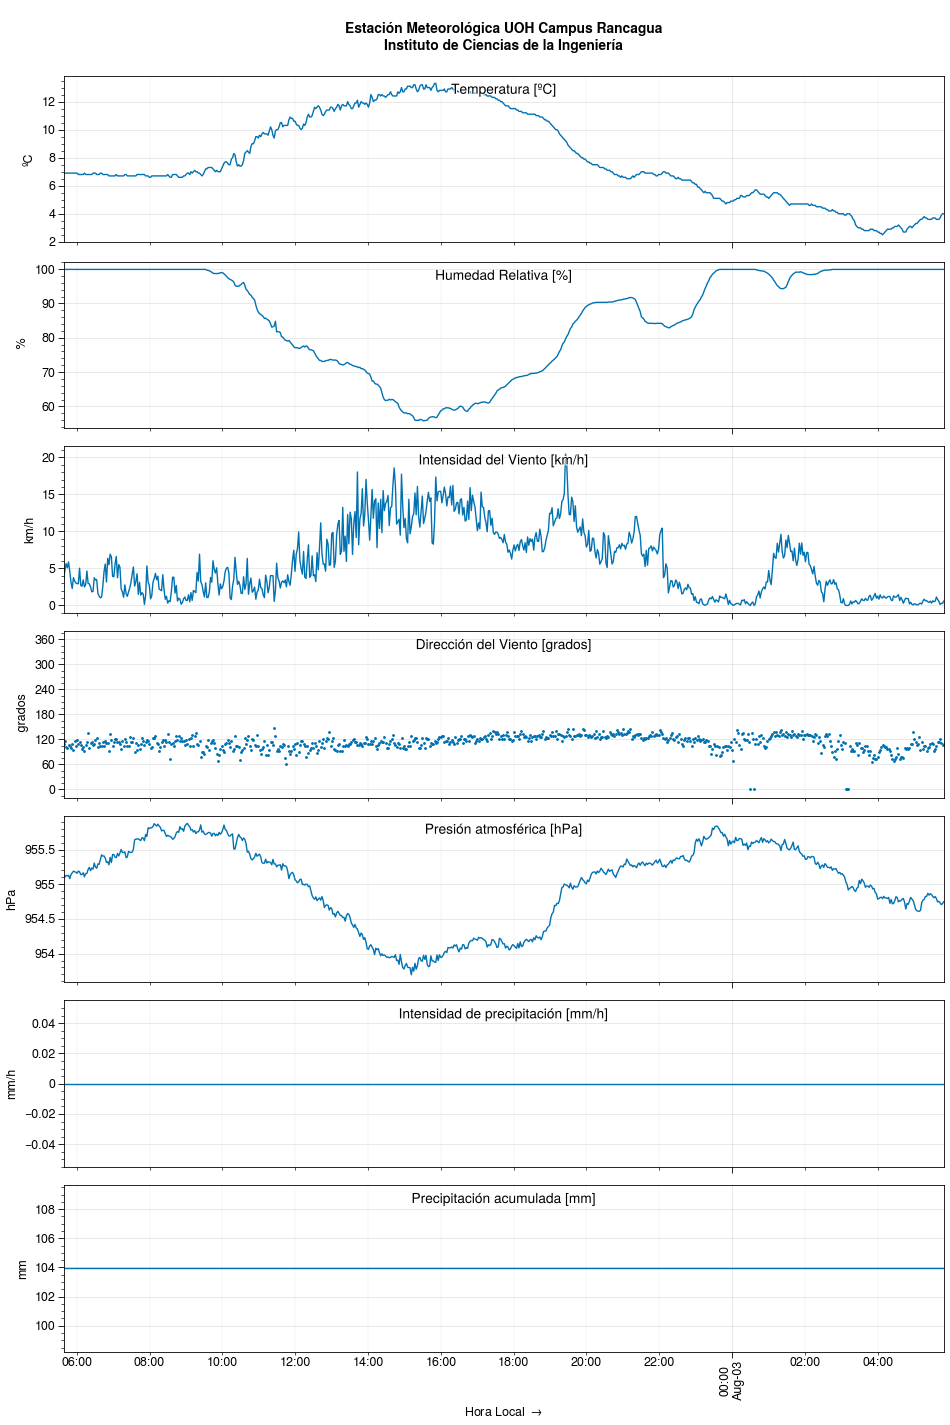 Estación Meteorológica UOH Campus Rancagua
Instituto de Ciencias de la Ingeniería
Temperatura [ºC]
ºC
12
10
8
6
4
2
Humedad Relativa [%]
%
100
90
80
70
60
Intensidad del Viento [km/h]
km/h
20
15
10
5
0
Dirección del Viento [grados]
grados
360
300
240
180
120
60
0
Presión atmosférica [hPa]
hPa
955.5
955
954.5
954
Intensidad de precipitación [mm/h]
mm/h
0.04
0.02
0
−0.02
−0.04
Precipitación acumulada [mm]
mm
108
106
104
102
100
06:00 08:00 10:00 12:00 14:00 16:00 18:00 20:00 22:00 00:00 02:00 04:00
Aug-03
Hora Local →